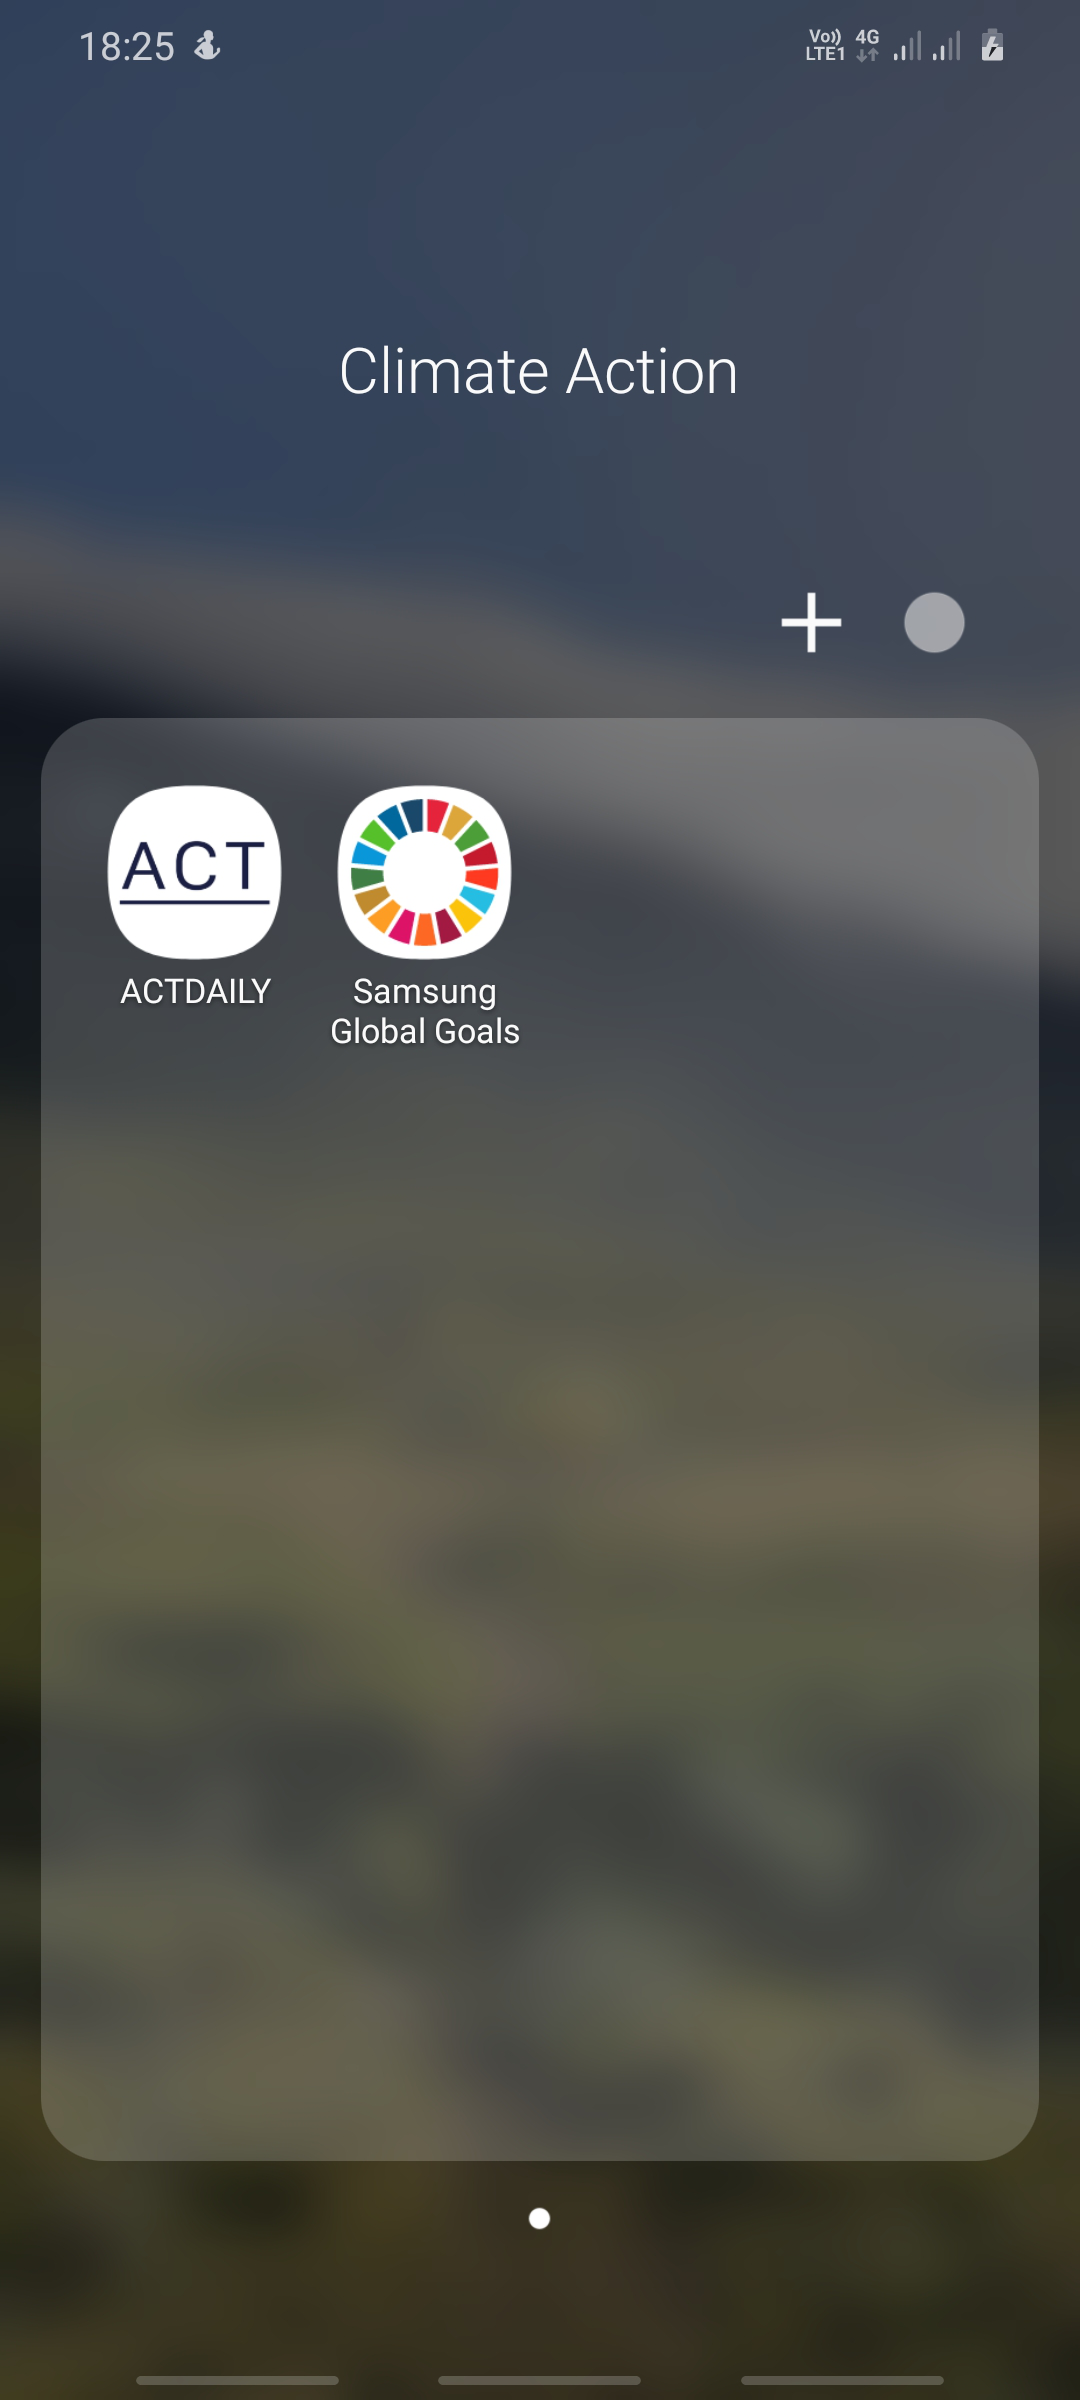 18:25
Vo))
LTE1
4G
Climate Action
ACT
ACTDAILY
Samsung
Global Goals